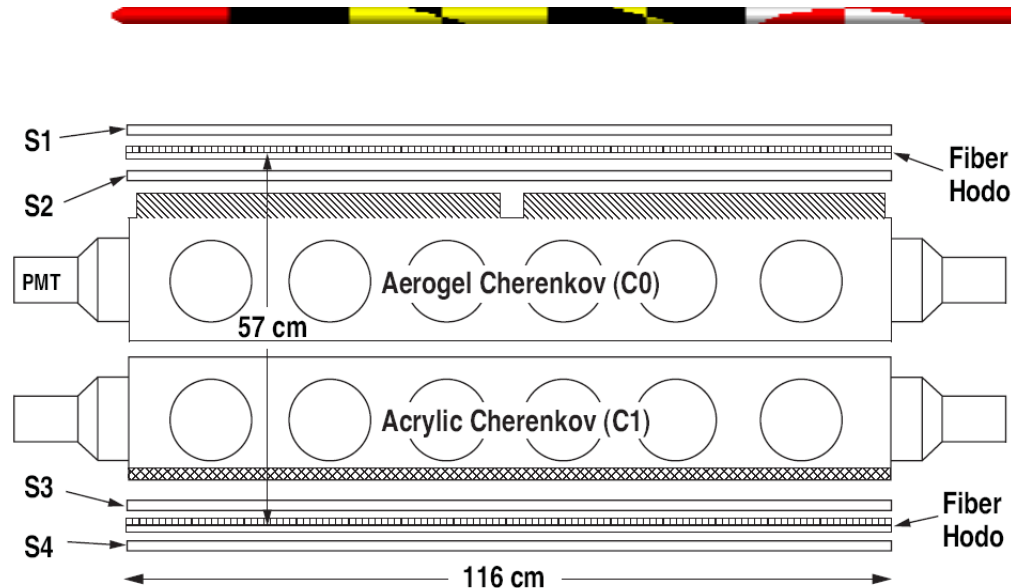 S1
Fiber
Hodo
S2
PMT
Aerogel Cherenkov (C0)
57 cm
Acrylic Cherenkov (C1)
S3
Fiber
Hodo
S4
116 cm